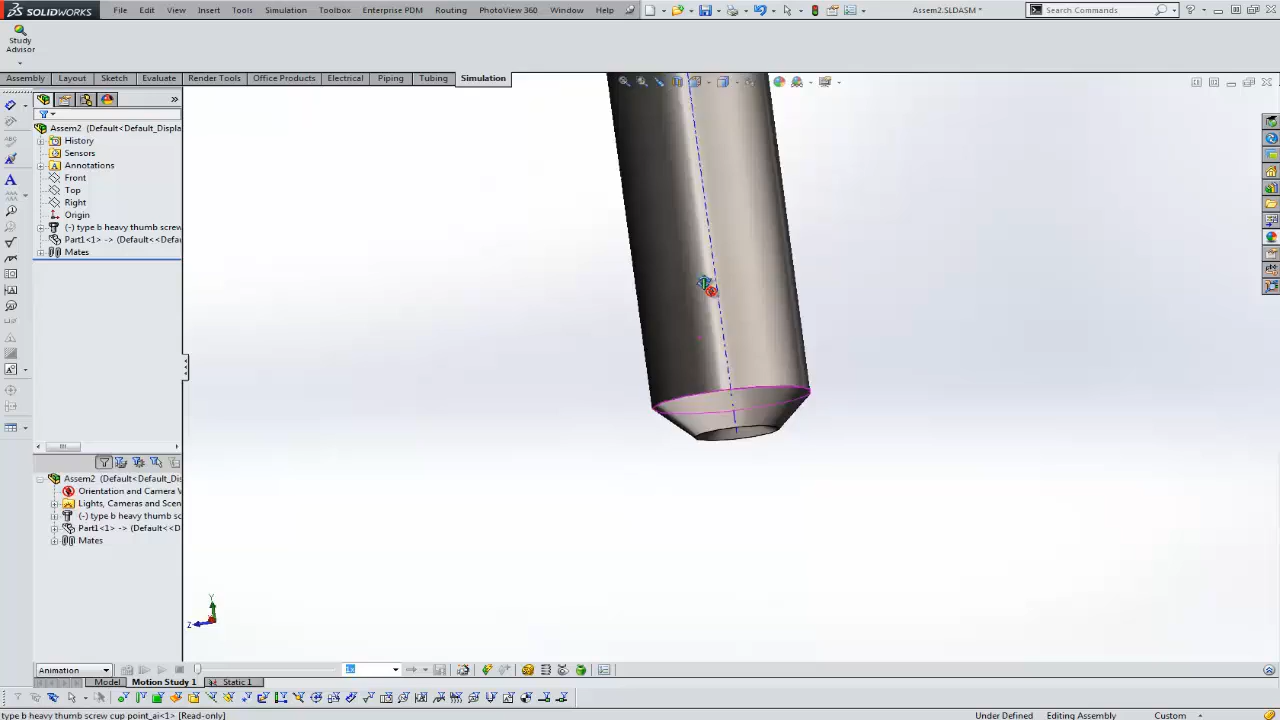 SOLIDWORKS File Edit View Insert Tools Simulation Toolbox Enterprise PDM Routing PhotoView 360 Window Help Assem2.SLDASM * Search Commands
Study
Advisor
Assembly Layout Sketch Evaluate Render Tools Office Products Electrical Piping Tubing Simulation
Assem2 (Default<Default_Displa
History
Sensors
Annotations
Front
Top
Right
Origin
(-) type b heavy thumb screw
Part1<1> -> (Default<<Defau
Mates
Assem2 (Default<Default_Dis
Orientation and Camera V
Lights, Cameras and Scen
(-) type b heavy thumb sc
Part1<1> -> (Default<<D
Mates
Y
Z
Animation
Model Motion Study 1 Static 1
type b heavy thumb screw cup point_ai<1> [Read-only] Under Defined Editing Assembly Custom